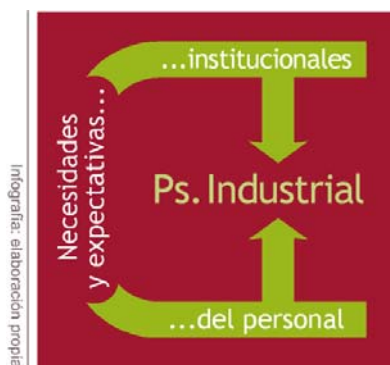 Necesidades
y expectativas...
...institucionales
Ps. Industrial
...del personal
Infografía: elaboración propia